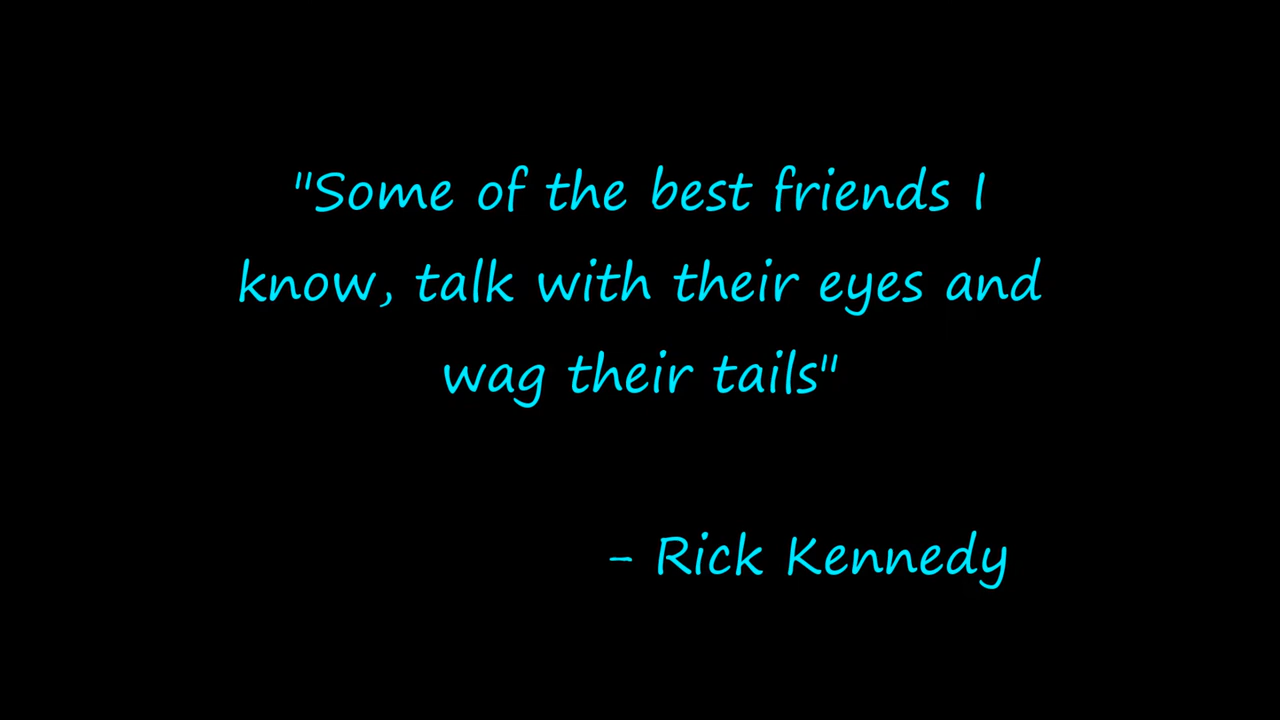 "Some of the best friends I
know, talk with their eyes and
wag their tails"
- Rick Kennedy